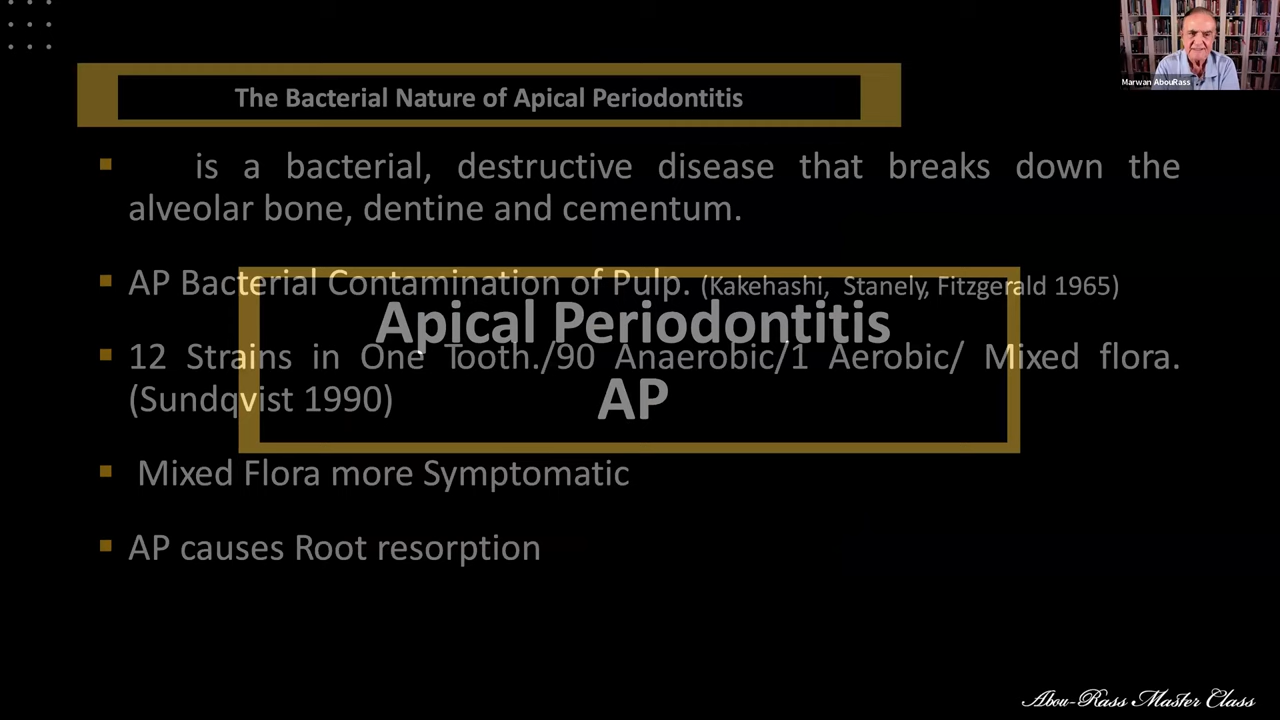 Marwan AbouRass
The Bacterial Nature of Apical Periodontitis
is a bacterial, destructive disease that breaks down the
alveolar bone, dentine and cementum.
AP Bacterial Contamination of Pulp. (Kakehashi, Stanely, Fitzgerald 1965)
Apical Periodontitis
12 Strains in One Tooth./90 Anaerobic/1 Aerobic/ Mixed flora.
(Sundqvist 1990)
AP
Mixed Flora more Symptomatic
AP causes Root resorption
Abou-Rass Master Class